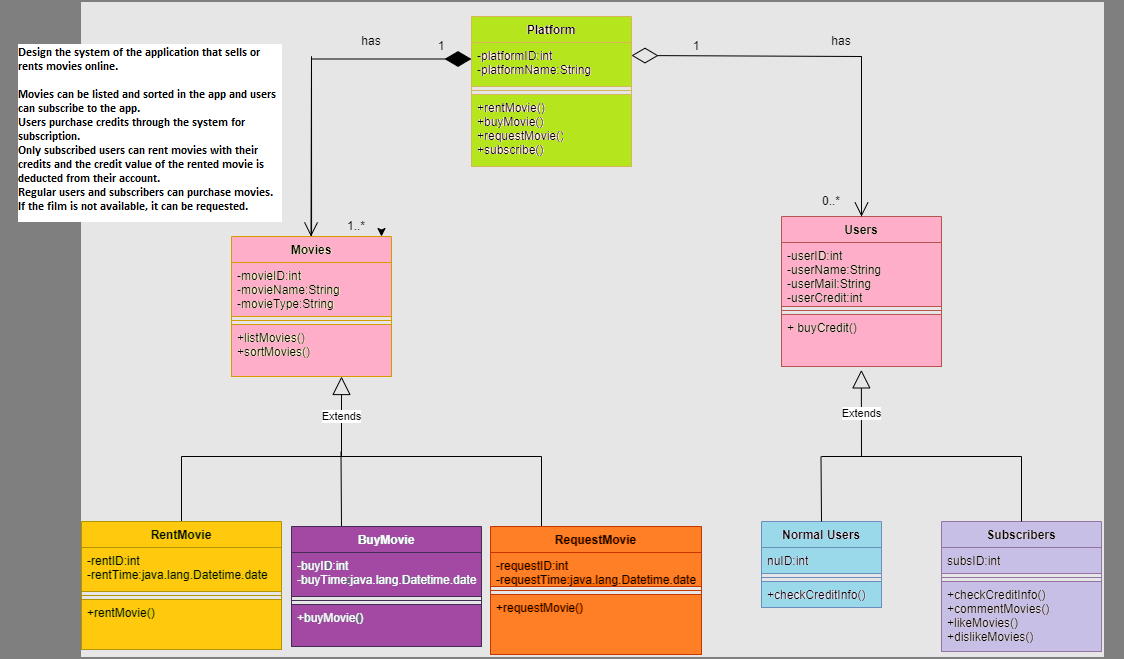 Design the system of the application that sells or
rents movies online.
Movies can be listed and sorted in the app and users
can subscribe to the app.
Users purchase credits through the system for
subscription.
Only subscribed users can rent movies with their
credits and the credit value of the rented movie is
deducted from their account.
Regular users and subscribers can purchase movies.
If the film is not available, it can be requested.
has
1
Platform
-platformID:int
-platformName:String
+rentMovie()
+buyMovie()
+requestMovie()
+subscribe()
1
has
1..*
Movies
-movieID:int
-movieName:String
-movieType:String
+listMovies()
+sortMovies()
Extends
0..*
Users
-userID:int
-userName:String
-userMail:String
-userCredit:int
+ buyCredit()
Extends
RentMovie
-rentID:int
-rentTime:java.lang.Datetime.date
+rentMovie()
BuyMovie
-buyID:int
-buyTime:java.lang.Datetime.date
+buyMovie()
RequestMovie
-requestID:int
-requestTime:java.lang.Datetime.date
+requestMovie()
Normal Users
nuID:int
+checkCreditInfo()
Subscribers
subsID:int
+checkCreditInfo()
+commentMovies()
+likeMovies()
+dislikeMovies()